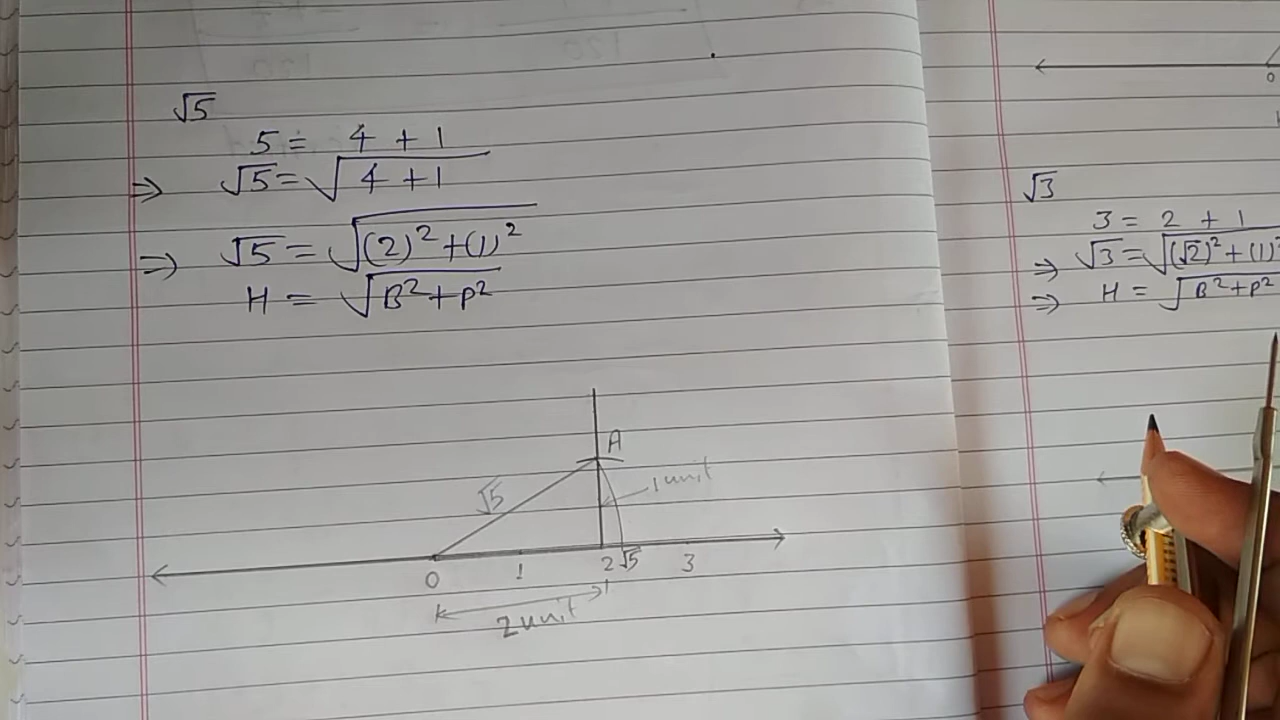 √5
5 = 4 + 1
⇒ √5 = √4 + 1
⇒ √5 = √(2)² + (1)²
H = √B² + P²
A
√5
1 unit
0 1 2 √5 3
2 unit
0
√3
3 = 2 + 1
⇒ √3 = √(√2)² + (1)²
⇒ H = √B² + P²